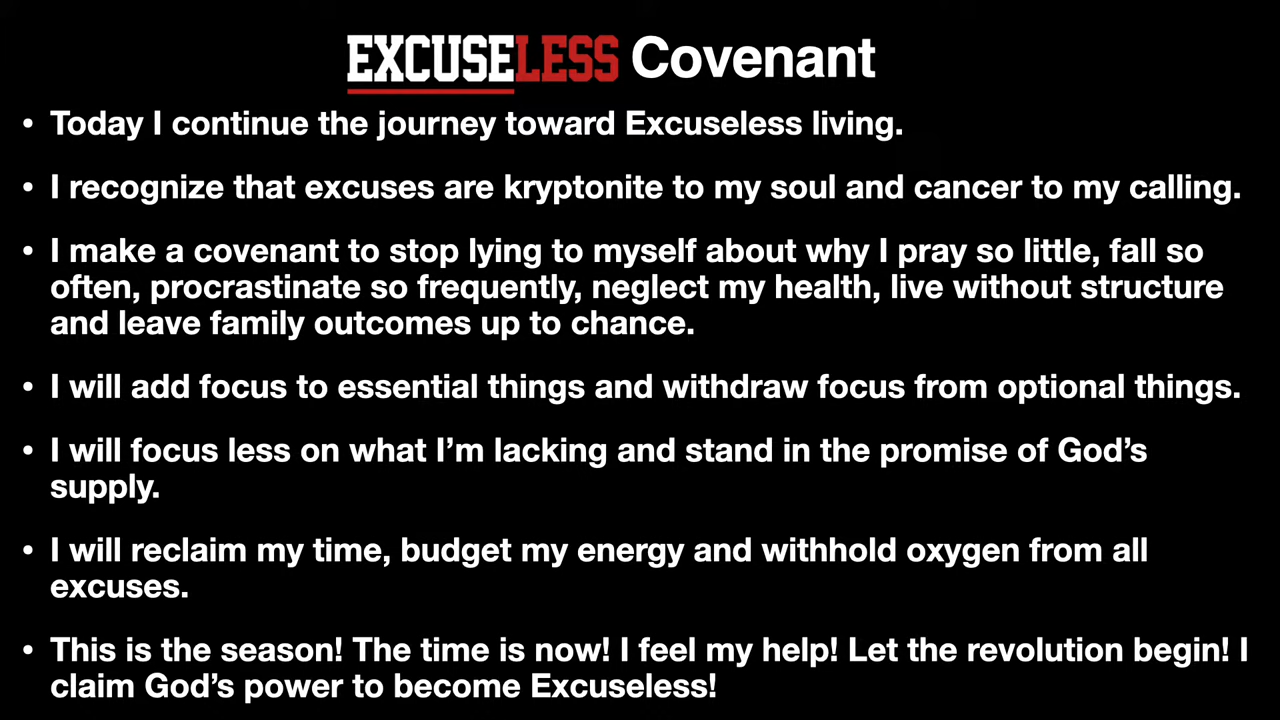 EXCUSELESS Covenant
• Today I continue the journey toward Excuseless living.
• I recognize that excuses are kryptonite to my soul and cancer to my calling.
• I make a covenant to stop lying to myself about why I pray so little, fall so
often, procrastinate so frequently, neglect my health, live without structure
and leave family outcomes up to chance.
• I will add focus to essential things and withdraw focus from optional things.
• I will focus less on what I’m lacking and stand in the promise of God’s
supply.
• I will reclaim my time, budget my energy and withhold oxygen from all
excuses.
• This is the season! The time is now! I feel my help! Let the revolution begin! I
claim God’s power to become Excuseless!